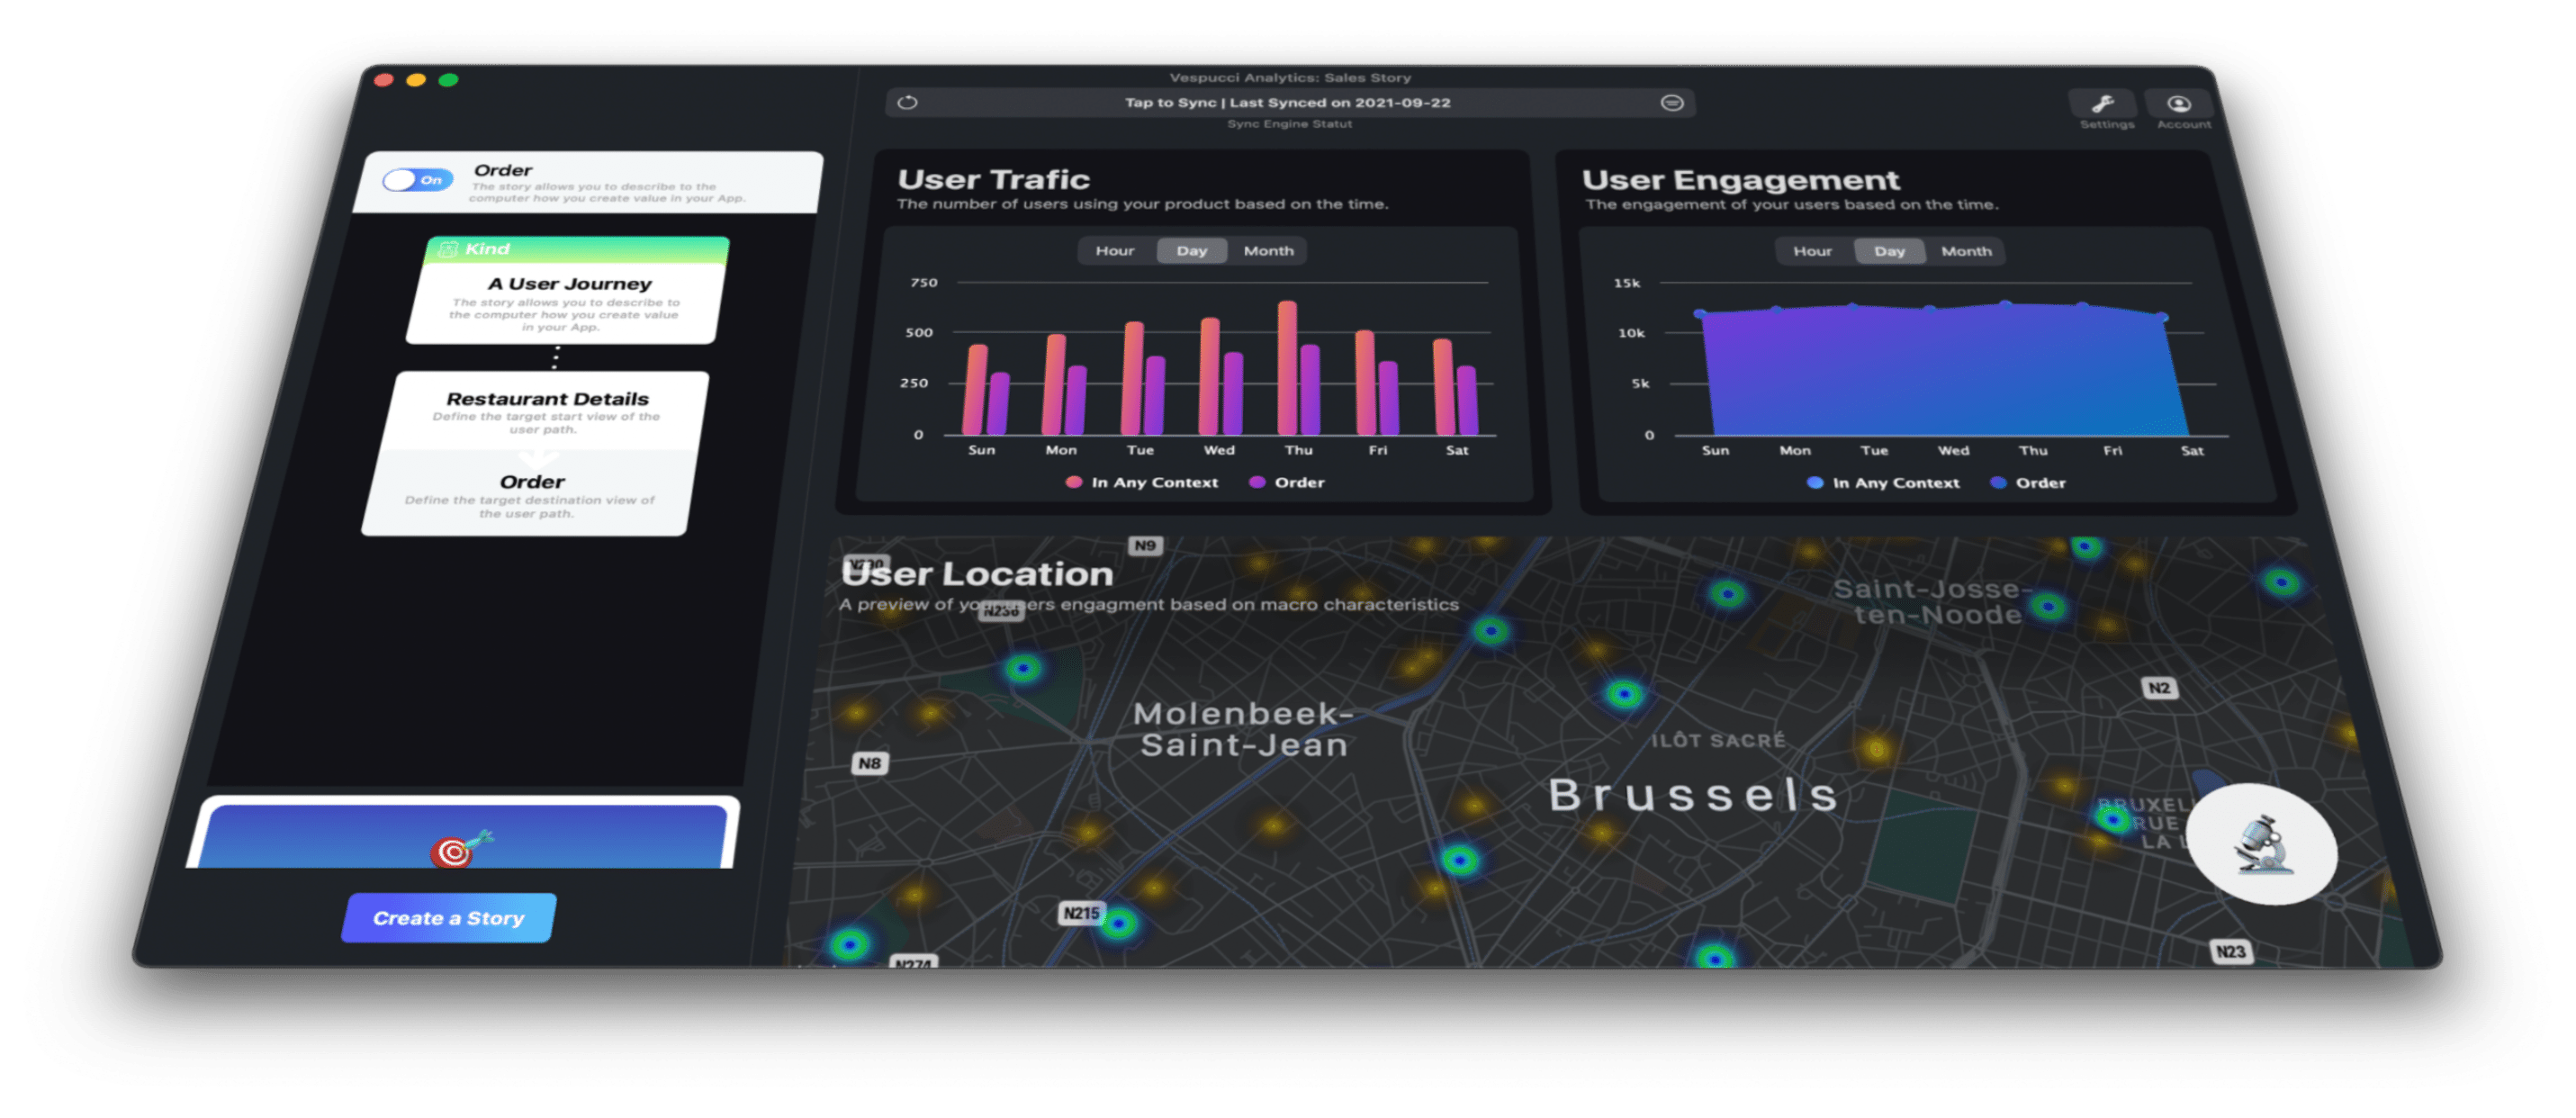 Vespucci Analytics: Sales Story
Tap to Sync | Last Synced on 2021-09-22
Sync Engine Statut
Settings
Account
On
Order
The story allows you to describe to the
computer how you create value in your App.
Kind
A User Journey
The story allows you to describe to
the computer how you create value
in your App.
Restaurant Details
Define the target start view of the
user path.
Order
Define the target destination view of
the user path.
Create a Story
User Trafic
The number of users using your product based on the time.
Hour Day Month
750
500
250
0
Sun Mon Tue Wed Thu Fri Sat
In Any Context Order
User Engagement
The engagement of your users based on the time.
Hour Day Month
15k
10k
5k
0
Sun Mon Tue Wed Thu Fri Sat
In Any Context Order
N9
N290
User Location
A preview of your users engagment based on macro characteristics
N236
Saint-Josse-
ten-Noode
N2
Molenbeek-
Saint-Jean
ILÔT SACRÉ
N8
Brussels
RUE
N215
N23
N274